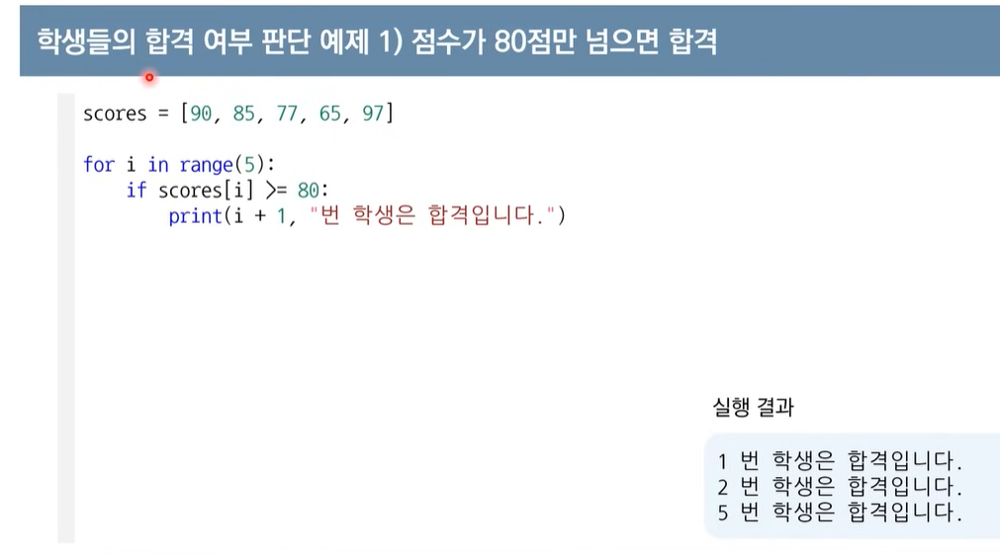 학생들의 합격 여부 판단 예제 1) 점수가 80점만 넘으면 합격
scores = [90, 85, 77, 65, 97]
for i in range(5):
    if scores[i] >= 80:
        print(i + 1, "번 학생은 합격입니다.")
실행 결과
1 번 학생은 합격입니다.
2 번 학생은 합격입니다.
5 번 학생은 합격입니다.